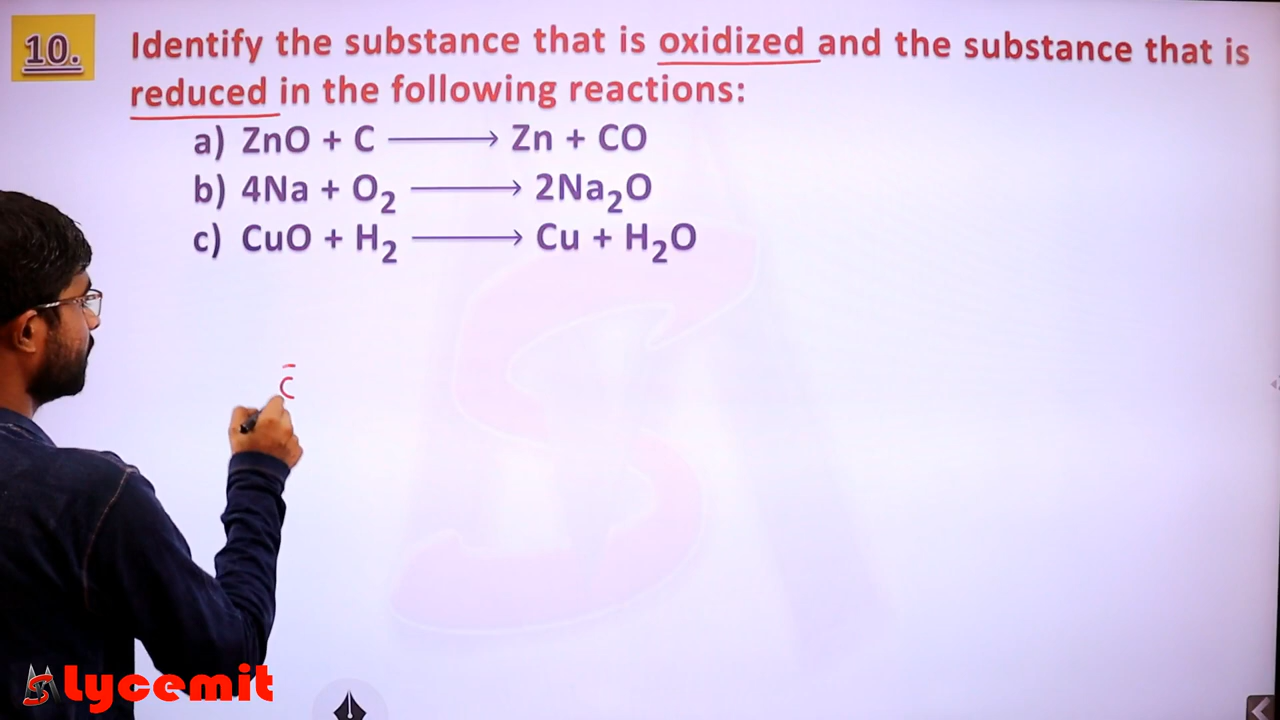 10. Identify the substance that is oxidized and the substance that is
reduced in the following reactions:
a) ZnO + C ⟶ Zn + CO
b) 4Na + O₂ ⟶ 2Na₂O
c) CuO + H₂ ⟶ Cu + H₂O
c̄
lycemit